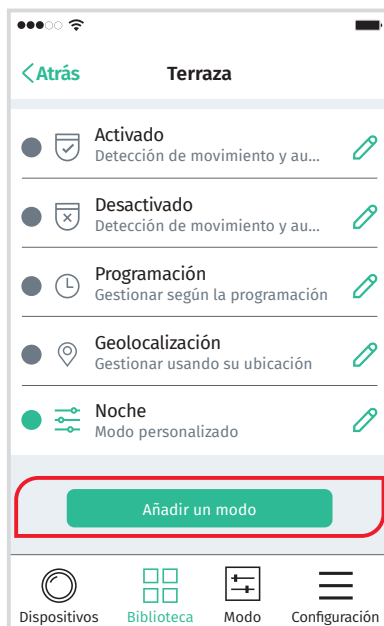 Atrás
Terraza
Activado
Detección de movimiento y au...
Desactivado
Detección de movimiento y au...
Programación
Gestionar según la programación
Geolocalización
Gestionar usando su ubicación
Noche
Modo personalizado
Añadir un modo
Dispositivos Biblioteca Modo Configuración